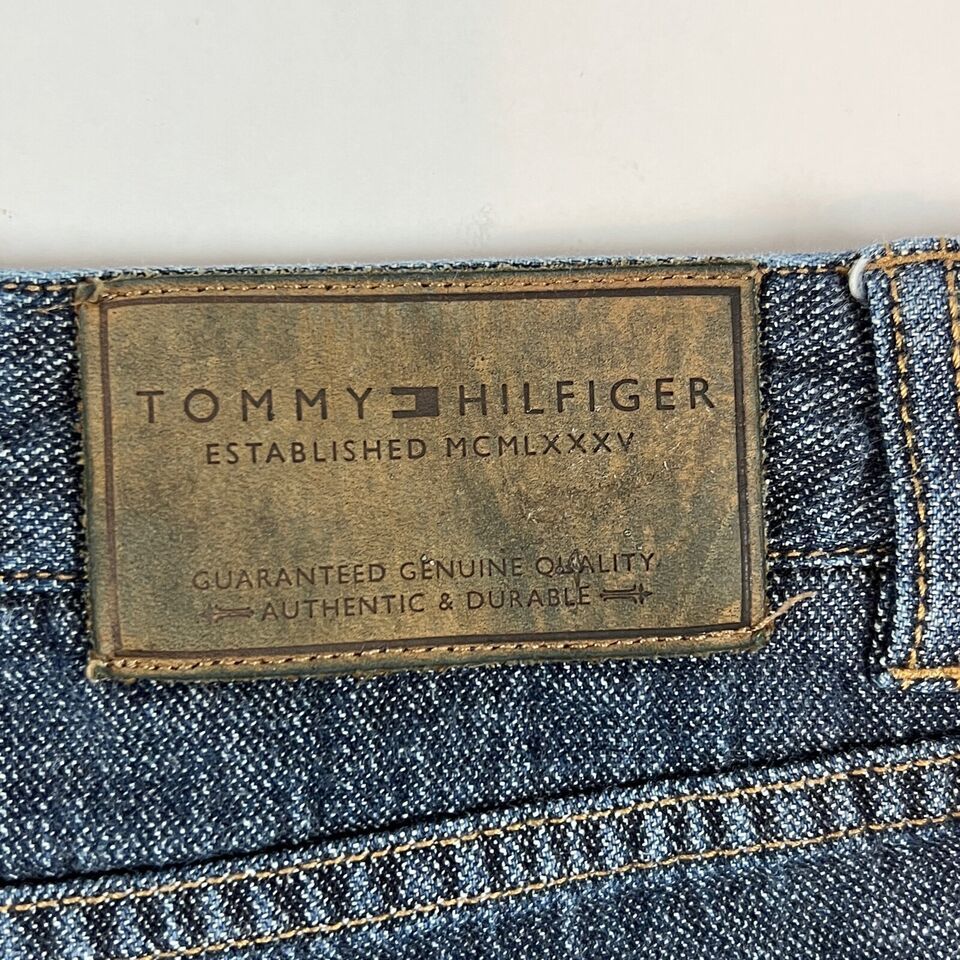 TOMMY HILFIGER
ESTABLISHED MCMLXXXV
GUARANTEED GENUINE QUALITY
AUTHENTIC & DURABLE